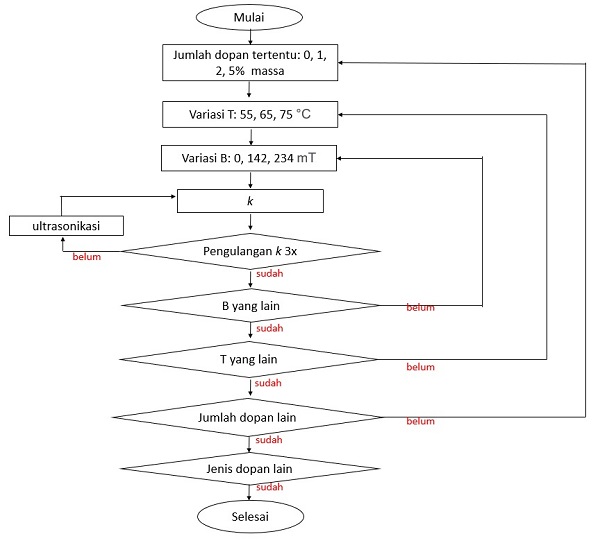 Mulai
Jumlah dopan tertentu: 0, 1,
2, 5% massa
Variasi T: 55, 65, 75 °C
Variasi B: 0, 142, 234 mT
k
ultrasonikasi
Pengulangan k 3x
belum
sudah
B yang lain
belum
sudah
T yang lain
belum
sudah
Jumlah dopan lain
belum
sudah
Jenis dopan lain
sudah
Selesai